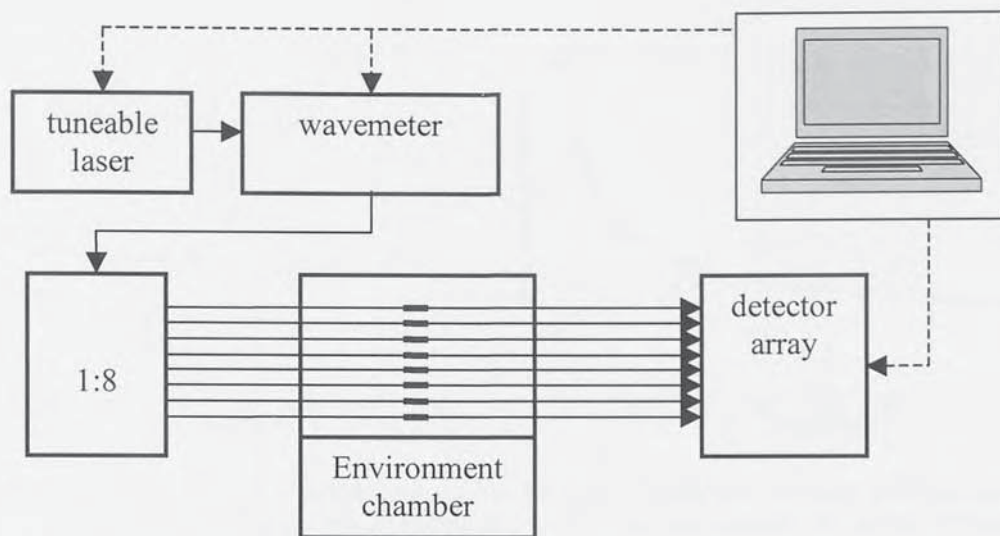 tuneable
laser
wavemeter
1:8
detector
array
Environment
chamber